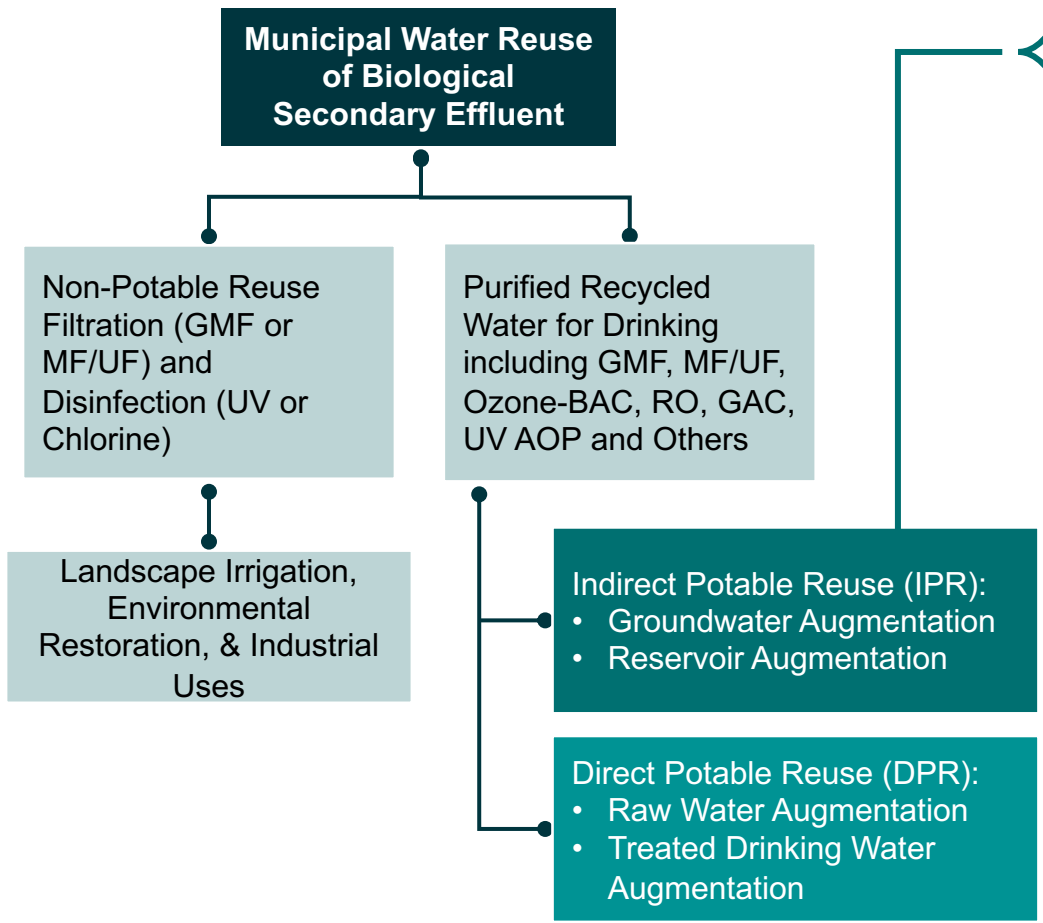 Municipal Water Reuse
of Biological
Secondary Effluent
Non-Potable Reuse
Filtration (GMF or
MF/UF) and
Disinfection (UV or
Chlorine)
Purified Recycled
Water for Drinking
including GMF, MF/UF,
Ozone-BAC, RO, GAC,
UV AOP and Others
Landscape Irrigation,
Environmental
Restoration, & Industrial
Uses
Indirect Potable Reuse (IPR):
• Groundwater Augmentation
• Reservoir Augmentation
Direct Potable Reuse (DPR):
• Raw Water Augmentation
• Treated Drinking Water
Augmentation